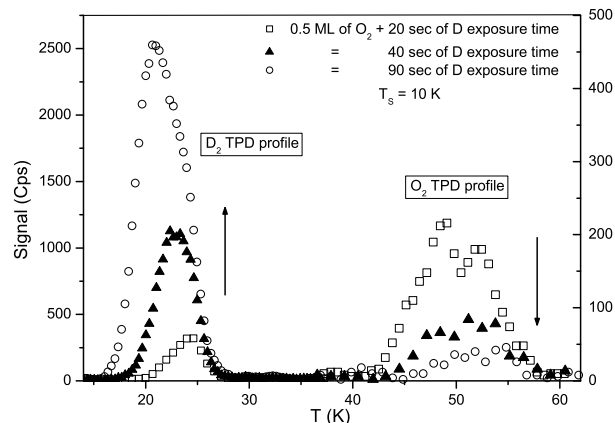 0.5 ML of O2 + 20 sec of D exposure time
= 40 sec of D exposure time
= 90 sec of D exposure time
TS = 10 K
D2 TPD profile
O2 TPD profile
Signal (Cps)
2500
2000
1500
1000
500
0
500
400
300
200
100
0
20
30
40
50
60
T (K)